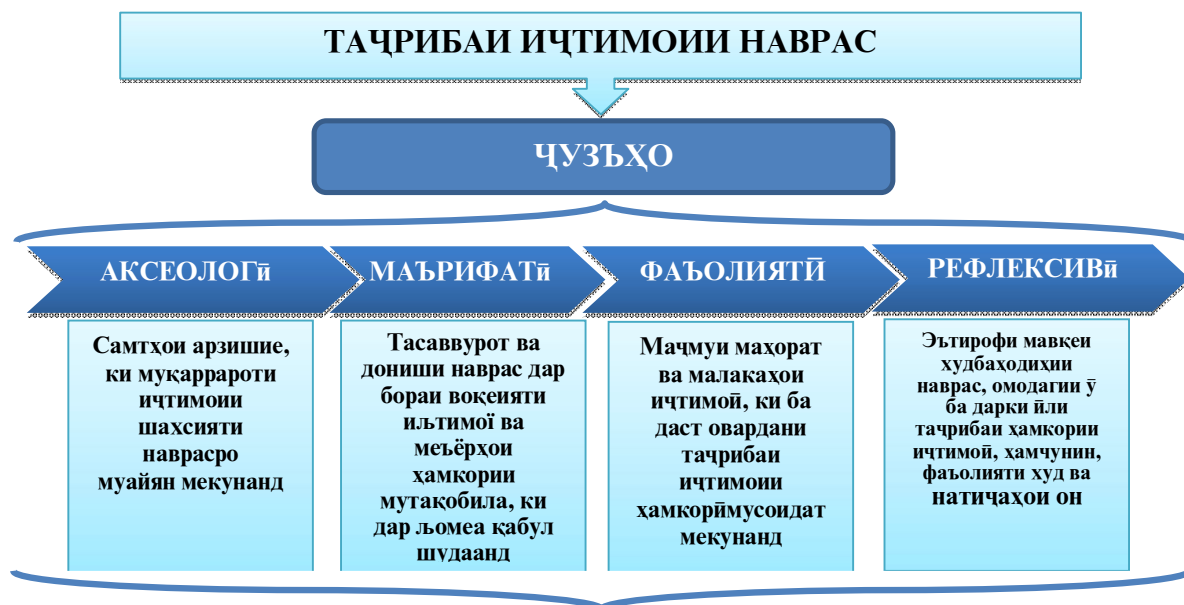 ТАҶРИБАИ ИҶТИМОИИ НАВРАС
ҶУЗЪҲО
АКСЕОЛОГӣ
МАЪРИФАТӣ
ФАЪОЛИЯТӢ
РЕФЛЕКСИВӣ
Самтҳои арзишие,
ки муқаррароти
иҷтимоии
шахсияти
наврасро
муайян мекунанд
Тасаввурот ва
дониши наврас дар
бораи воқеияти
иљтимої ва
меъёрҳои
ҳамкории
мутақобила, ки
дар љомеа қабул
шудаанд
Маҷмуи маҳорат
ва малакаҳои
иҷтимоӣ, ки ба
даст овардани
таҷрибаи
иҷтимоии
ҳамкорӣмусоидат
мекунанд
Эътирофи мавқеи
худбаҳодиҳии
наврас, омодагии ӯ
ба дарки ӣли
таҷрибаи ҳамкории
иҷтимоӣ, ҳамчунин,
фаъолияти худ ва
натиҷаҳои он